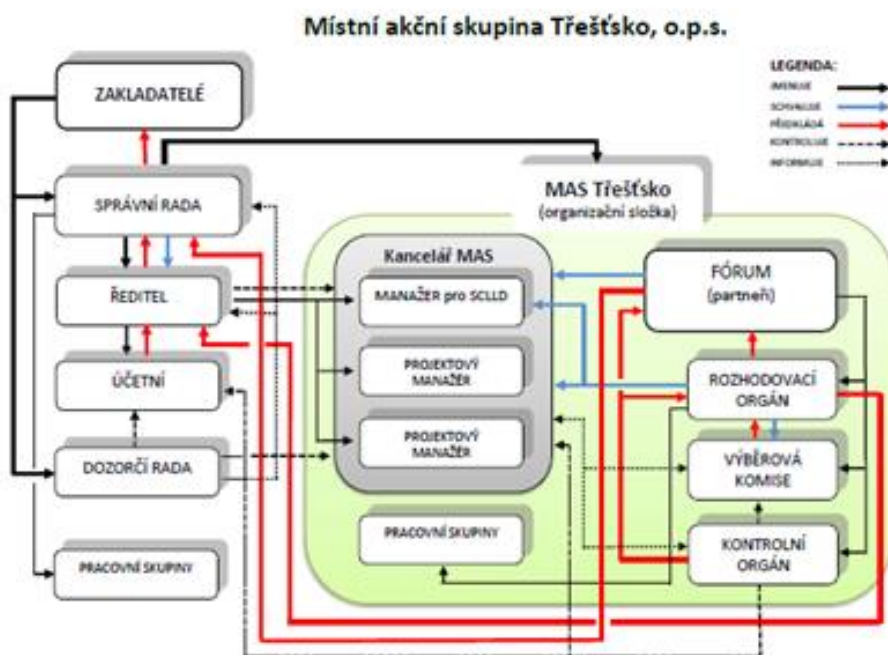 Místní akční skupina Třešťsko, o.p.s.
LEGENDA:
JMENUJE
SCHVALUJE
PŘEDKLÁDÁ
KONTROLUJE
INFORMUJE
ZAKLADATELÉ
SPRÁVNÍ RADA
ŘEDITEL
ÚČETNÍ
DOZORČÍ RADA
PRACOVNÍ SKUPINY
MAS Třešťsko
(organizační složka)
Kancelář MAS
MANAŽER pro SCLLD
PROJEKTOVÝ
MANAŽER
PROJEKTOVÝ
MANAŽER
PRACOVNÍ SKUPINY
FÓRUM
(partneři)
ROZHODOVACÍ
ORGÁN
VÝBĚROVÁ
KOMISE
KONTROLNÍ
ORGÁN